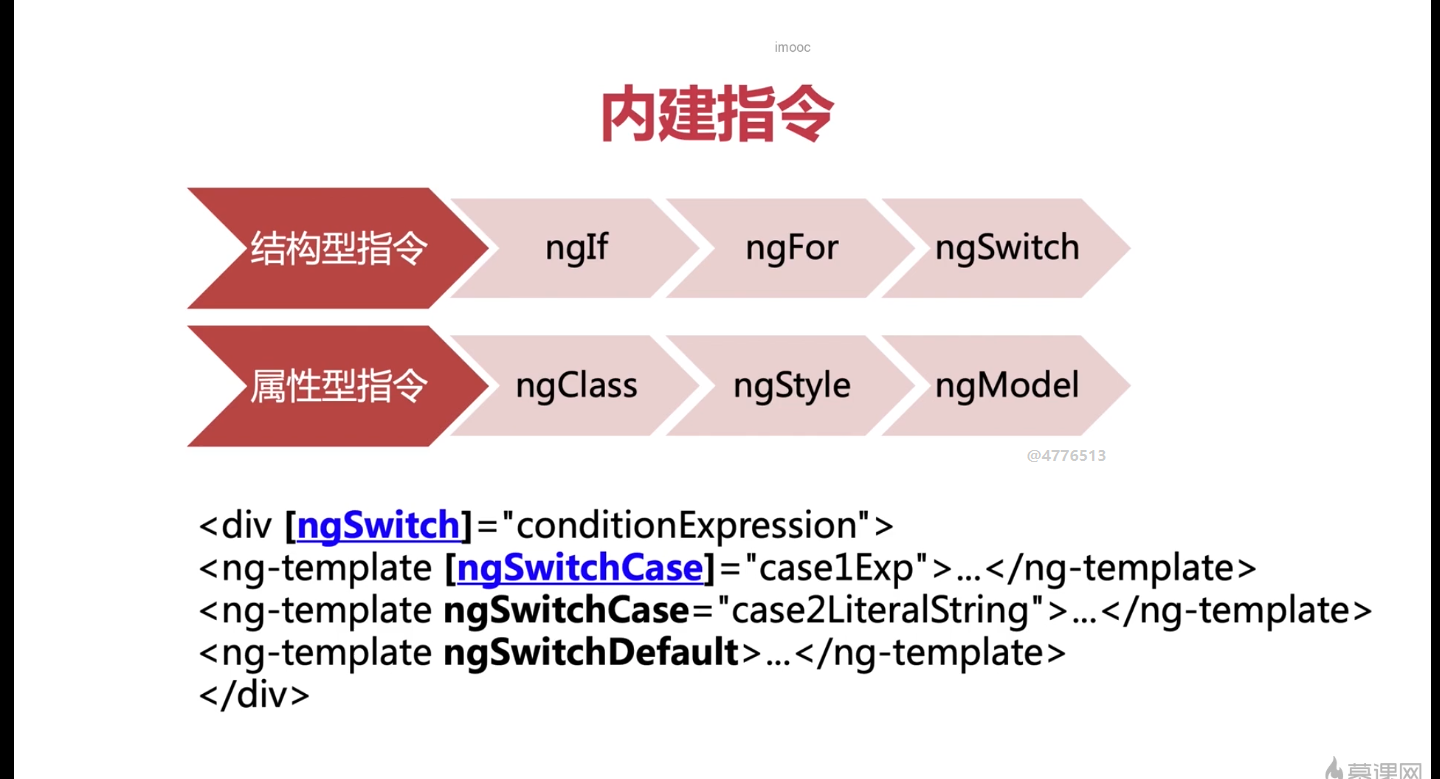 imooc
内建指令
结构型指令 ngIf ngFor ngSwitch
属性型指令 ngClass ngStyle ngModel
@4776513
<div [ngSwitch]="conditionExpression">
<ng-template [ngSwitchCase]="case1Exp">...</ng-template>
<ng-template ngSwitchCase="case2LiteralString">...</ng-template>
<ng-template ngSwitchDefault>...</ng-template>
</div>
慕课网